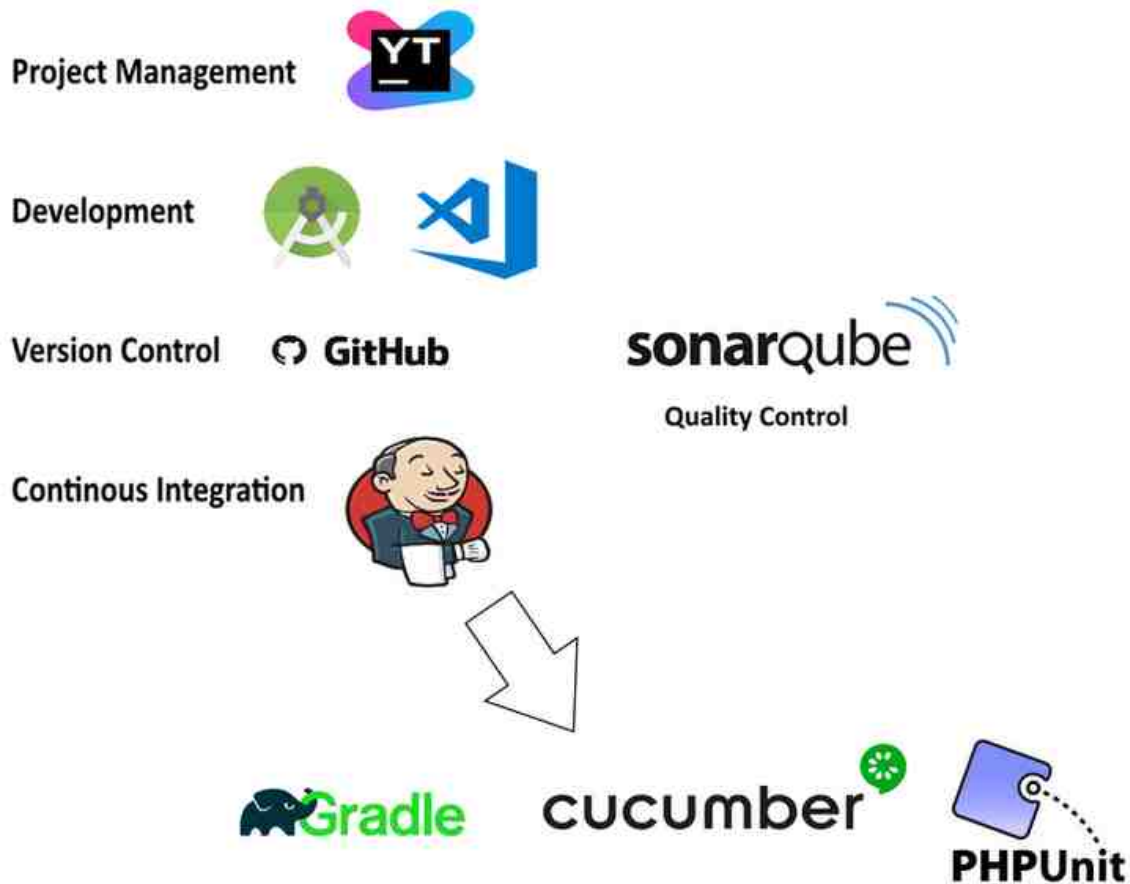 Project Management
YT
Development
Version Control
GitHub
sonarqube
Quality Control
Continous Integration
Gradle
cucumber
PHPUnit